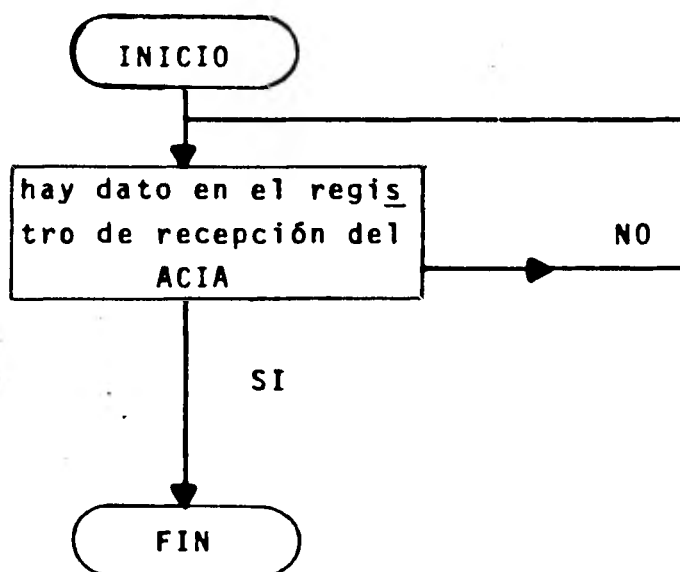 INICIO
hay dato en el regis
tro de recepción del
ACIA
NO
SI
FIN